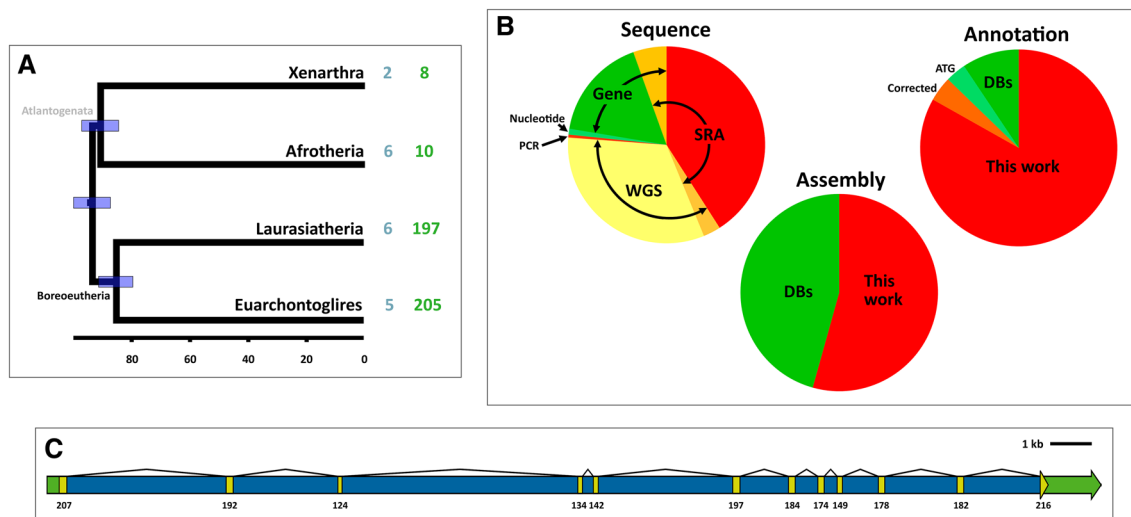 A
Xenarthra 2 8
Atlantogenata
Afrotheria 6 10
Laurasiatheria 6 197
Boreoeutheria
Euarchontoglires 5 205
80 60 40 20 0
B
Sequence
Gene
Nucleotide
PCR
SRA
WGS
Assembly
DBs
This
work
Annotation
ATG
DBs
Corrected
This work
C
1 kb
207 192 124 134 142 197 184 174 149 178 182 216